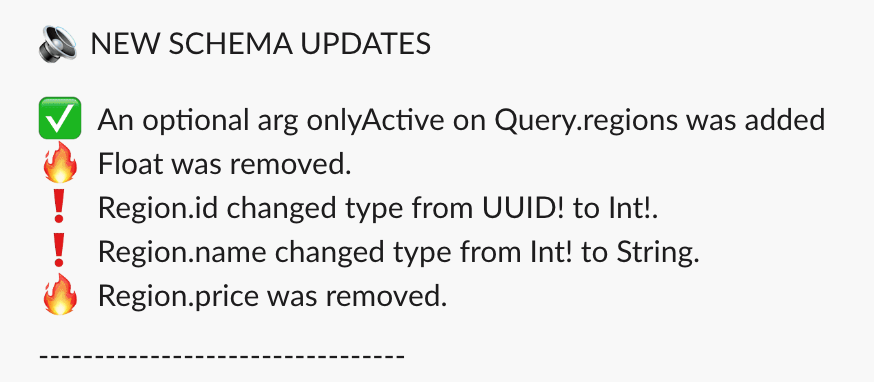 NEW SCHEMA UPDATES
An optional arg onlyActive on Query.regions was added
Float was removed.
Region.id changed type from UUID! to Int!.
Region.name changed type from Int! to String.
Region.price was removed.
---------------------------------